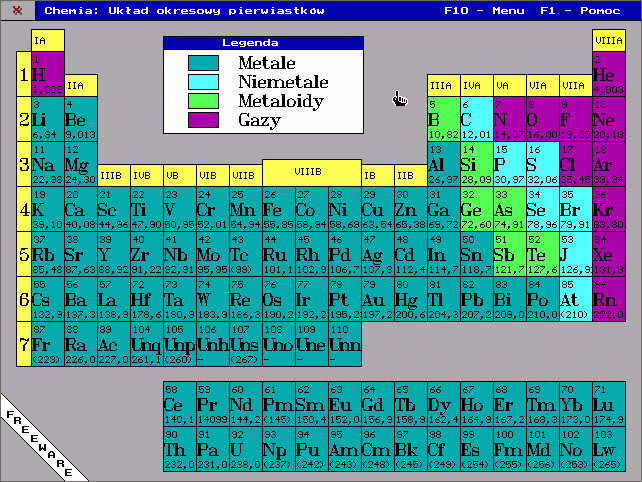 Chemia: Układ okresowy pierwiastków F10 - Menu F1 - Pomoc
Legenda
Metale
Niemetale
Metaloidy
Gazy
IA VIIIA
1 2
1 H He
1,008 4,003
IIA IIIA IVA VA VIA VIIA
3 4 5 6 7 8 9 10
2 Li Be B C N O F Ne
6,94 9,013 10,82 12,01 14,07 16,00 19,00 20,18
11 12 13 14 15 16 17 18
3 Na Mg Al Si P S Cl Ar
22,98 24,30 26,97 28,09 30,97 32,06 35,45 39,94
IIIB IVB VB VIB VIIB VIIIB IB IIB
19 20 21 22 23 24 25 26 27 28 29 30 31 32 33 34 35 36
4 K Ca Sc Ti V Cr Mn Fe Co Ni Cu Zn Ga Ge As Se Br Kr
39,10 40,08 44,96 47,90 50,95 52,01 54,94 55,85 58,94 58,69 63,54 65,38 69,72 72,60 74,91 78,96 79,91 83,80
37 38 39 40 41 42 43 44 45 46 47 48 49 50 51 52 53 54
5 Rb Sr Y Zr Nb Mo Tc Ru Rh Pd Ag Cd In Sn Sb Te J Xe
85,48 87,63 88,92 91,22 92,91 95,95 (99) 101,1 102,9 106,7 107,8 112,4 114,7 118,7 121,7 127,6 126,9 131,3
55 56 57 72 73 74 75 76 77 78 79 80 81 82 83 84 85 86
6 Cs Ba La Hf Ta W Re Os Ir Pt Au Hg Tl Pb Bi Po At Rn
132,9 137,3 138,9 178,6 180,9 183,9 186,3 190,2 192,2 195,2 197,2 200,6 204,3 207,2 209,0 210,0 (210) 222,0
87 88 89 104 105 106 107 108 109 110
7 Fr Ra Ac Unq Unp Unh Uns Uno Une Unn
(223) 226,0 227,0 261,1 (260) - (267) - - -
58 59 60 61 62 63 64 65 66 67 68 69 70 71
Ce Pr Nd Pm Sm Eu Gd Tb Dy Ho Er Tm Yb Lu
140,1 14099 144,2 (145) 150,4 152,0 156,9 158,9 162,4 164,9 167,2 168,3 173,0 174,9
90 91 92 93 94 95 96 97 98 99 100 101 102 103
Th Pa U Np Pu Am Cm Bk Cf Es Fm Md No Lw
232,0 231,0 238,0 (237) (242) (243) (248) (245) (249) (254) (255) (256) (253) (265)
FREEWARE